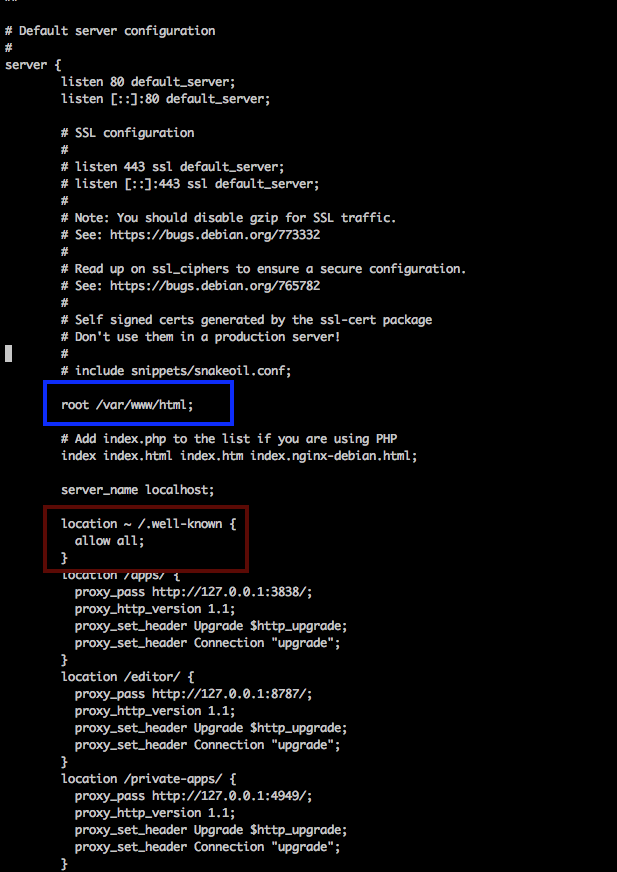 # Default server configuration
#
server {
listen 80 default_server;
listen [::]:80 default_server;
# SSL configuration
#
# listen 443 ssl default_server;
# listen [::]:443 ssl default_server;
#
# Note: You should disable gzip for SSL traffic.
# See: https://bugs.debian.org/773332
#
# Read up on ssl_ciphers to ensure a secure configuration.
# See: https://bugs.debian.org/765782
#
# Self signed certs generated by the ssl-cert package
# Don't use them in a production server!
#
# include snippets/snakeoil.conf;
root /var/www/html;
# Add index.php to the list if you are using PHP
index index.html index.htm index.nginx-debian.html;
server_name localhost;
location ~ /.well-known {
allow all;
}
location /apps/ {
proxy_pass http://127.0.0.1:3838/;
proxy_http_version 1.1;
proxy_set_header Upgrade $http_upgrade;
proxy_set_header Connection "upgrade";
}
location /editor/ {
proxy_pass http://127.0.0.1:8787/;
proxy_http_version 1.1;
proxy_set_header Upgrade $http_upgrade;
proxy_set_header Connection "upgrade";
}
location /private-apps/ {
proxy_pass http://127.0.0.1:4949/;
proxy_http_version 1.1;
proxy_set_header Upgrade $http_upgrade;
proxy_set_header Connection "upgrade";
}